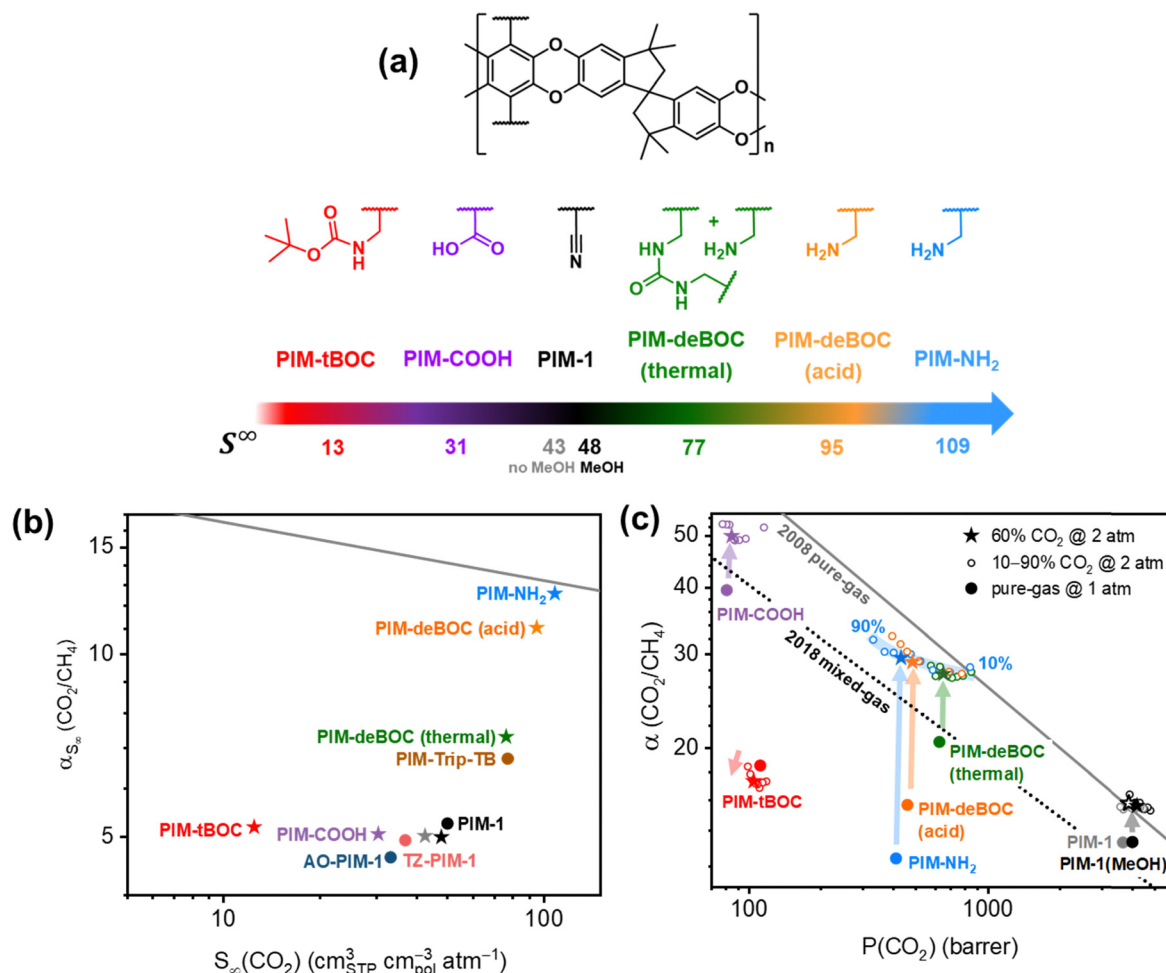 (a)
O
O
O
O
n
O
O
N
H
HO
O
N
HN
O
N
H
+
H₂N
H₂N
H₂N
PIM-tBOC
PIM-COOH
PIM-1
PIM-deBOC
(thermal)
PIM-deBOC
(acid)
PIM-NH₂
S∞
13
31
43
48
77
95
109
no MeOH
MeOH
(b)
15
10
5
10
100
α_S∞ (CO₂/CH₄)
S∞(CO₂) (cm³STP cm⁻³pol atm⁻¹)
PIM-NH₂
PIM-deBOC (acid)
PIM-deBOC (thermal)
PIM-Trip-TB
PIM-tBOC
PIM-COOH
PIM-1
AO-PIM-1
TZ-PIM-1
(c)
50
40
30
20
100
1000
α (CO₂/CH₄)
P(CO₂) (barrer)
2008 pure-gas
2018 mixed-gas
60% CO₂ @ 2 atm
10–90% CO₂ @ 2 atm
pure-gas @ 1 atm
PIM-COOH
90%
10%
PIM-deBOC
(thermal)
PIM-tBOC
PIM-deBOC
(acid)
PIM-NH₂
PIM-1
PIM-1(MeOH)